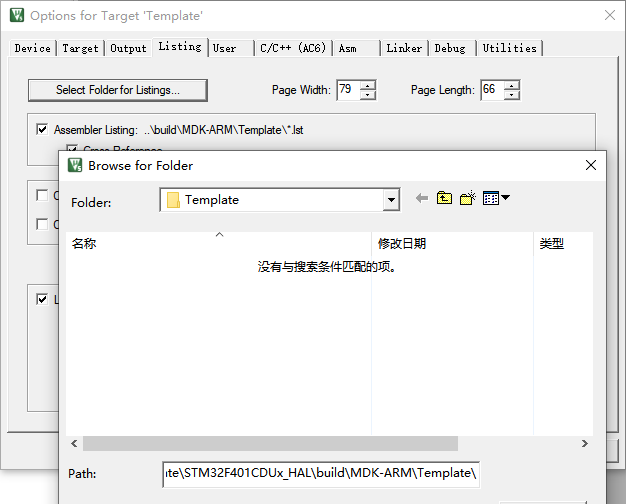 Options for Target 'Template'
Device Target Output Listing User C/C++ (AC6) Asm Linker Debug Utilities
Select Folder for Listings... Page Width: 79 Page Length: 66
Assembler Listing: ..\build\MDK-ARM\Template\*.lst
Cross Reference
Browse for Folder
Folder: Template
名称 修改日期 类型
没有与搜索条件匹配的项。
Path: ate\STM32F401CDUx_HAL\build\MDK-ARM\Template\